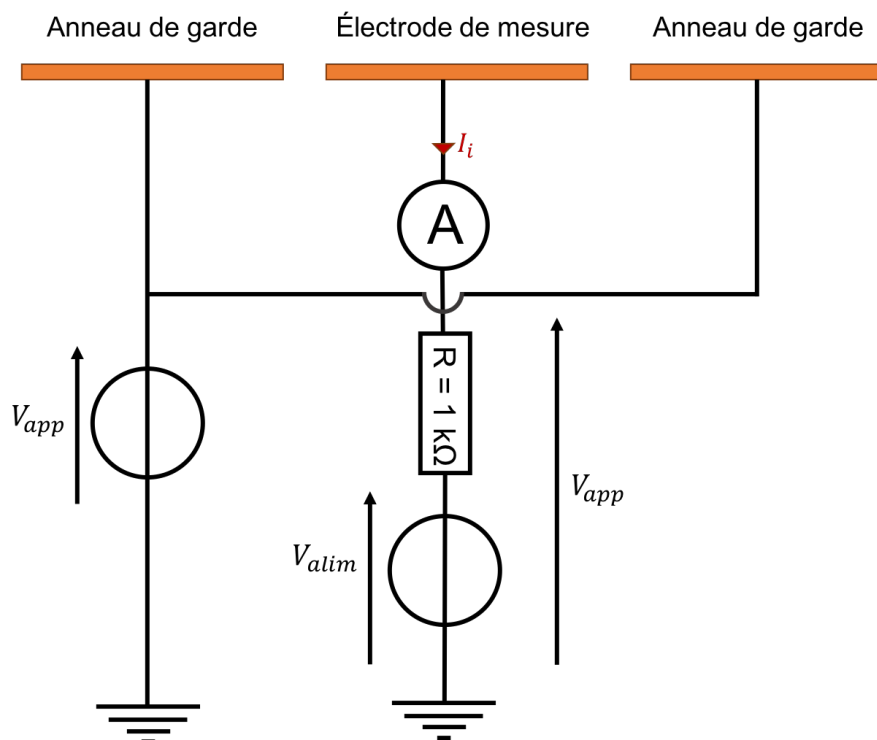 Anneau de garde
Électrode de mesure
Anneau de garde
I_i
A
V_app
R = 1 kΩ
V_app
V_alim